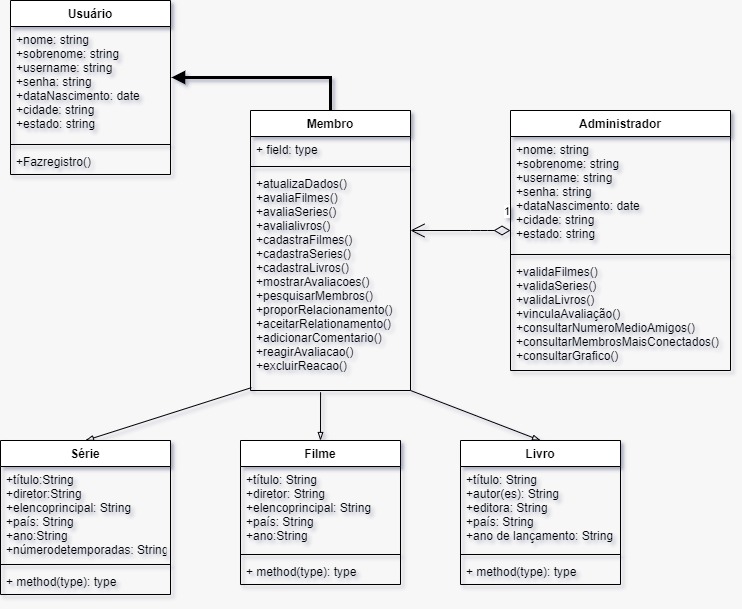 Usuário
+nome: string
+sobrenome: string
+username: string
+senha: string
+dataNascimento: date
+cidade: string
+estado: string
+Fazregistro()
Membro
+ field: type
+atualizaDados()
+avaliaFilmes()
+avaliaSeries()
+avalialivros()
+cadastraFilmes()
+cadastraSeries()
+cadastraLivros()
+mostrarAvaliacoes()
+pesquisarMembros()
+proporRelacionamento()
+aceitarRelationamento()
+adicionarComentario()
+reagirAvaliacao()
+excluirReacao()
1
Administrador
+nome: string
+sobrenome: string
+username: string
+senha: string
+dataNascimento: date
+cidade: string
+estado: string
+validaFilmes()
+validaSeries()
+validaLivros()
+vinculaAvaliação()
+consultarNumeroMedioAmigos()
+consultarMembrosMaisConectados()
+consultarGrafico()
Série
+título:String
+diretor:String
+elencoprincipal: String
+país: String
+ano:String
+númerodetemporadas: String
+ method(type): type
Filme
+título: String
+diretor: String
+elencoprincipal: String
+país: String
+ano:String
+ method(type): type
Livro
+título: String
+autor(es): String
+editora: String
+país: String
+ano de lançamento: String
+ method(type): type